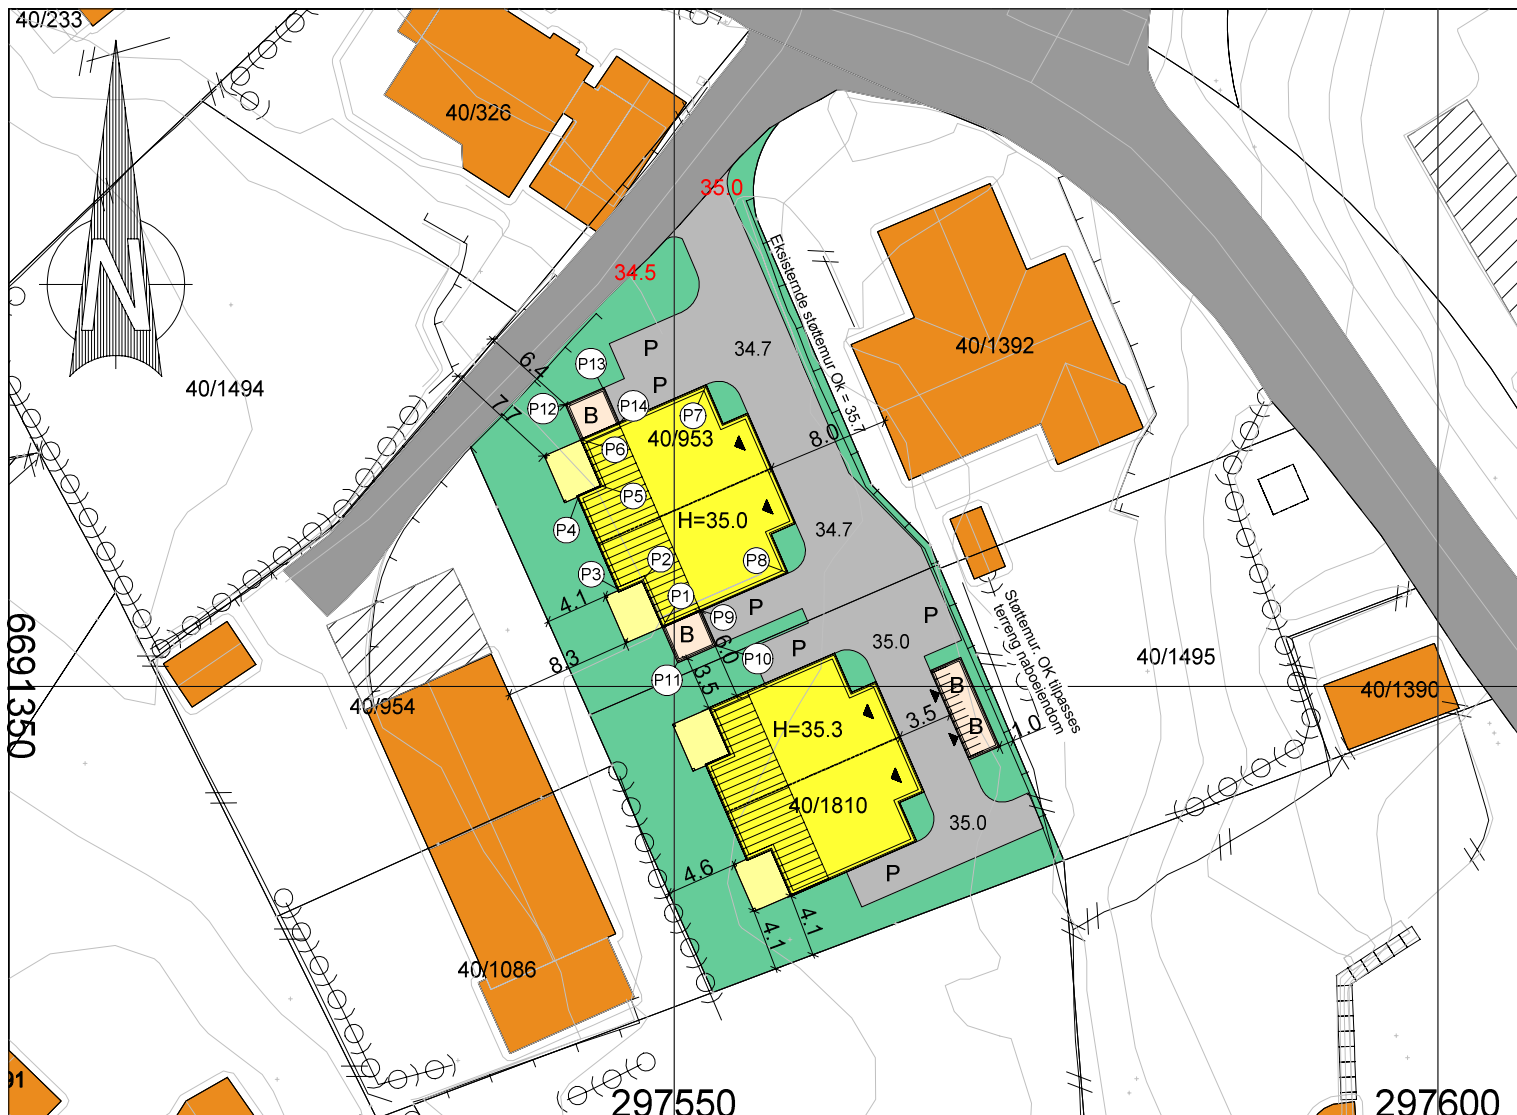 40/233
40/326
N
35.0
34.5
Eksisternde støttemur Ok = 35.7
40/1392
40/1494
34.7
P
P
6.4
7.7
P13
P12
B
P14
P7
40/953
8.0
P6
P5
P4
H=35.0
34.7
P2
P8
P3
P1
4.1
P
P9
B
6.0
P10
P
P
35.0
Støttemur. OK tilpasses
terreng naboeiendom
40/1495
8.3
P11
3.5
6691350
40/954
40/1390
B
B
3.5
1.0
H=35.3
40/1810
35.0
P
4.6
4.1
4.1
40/1086
91
297550
297600